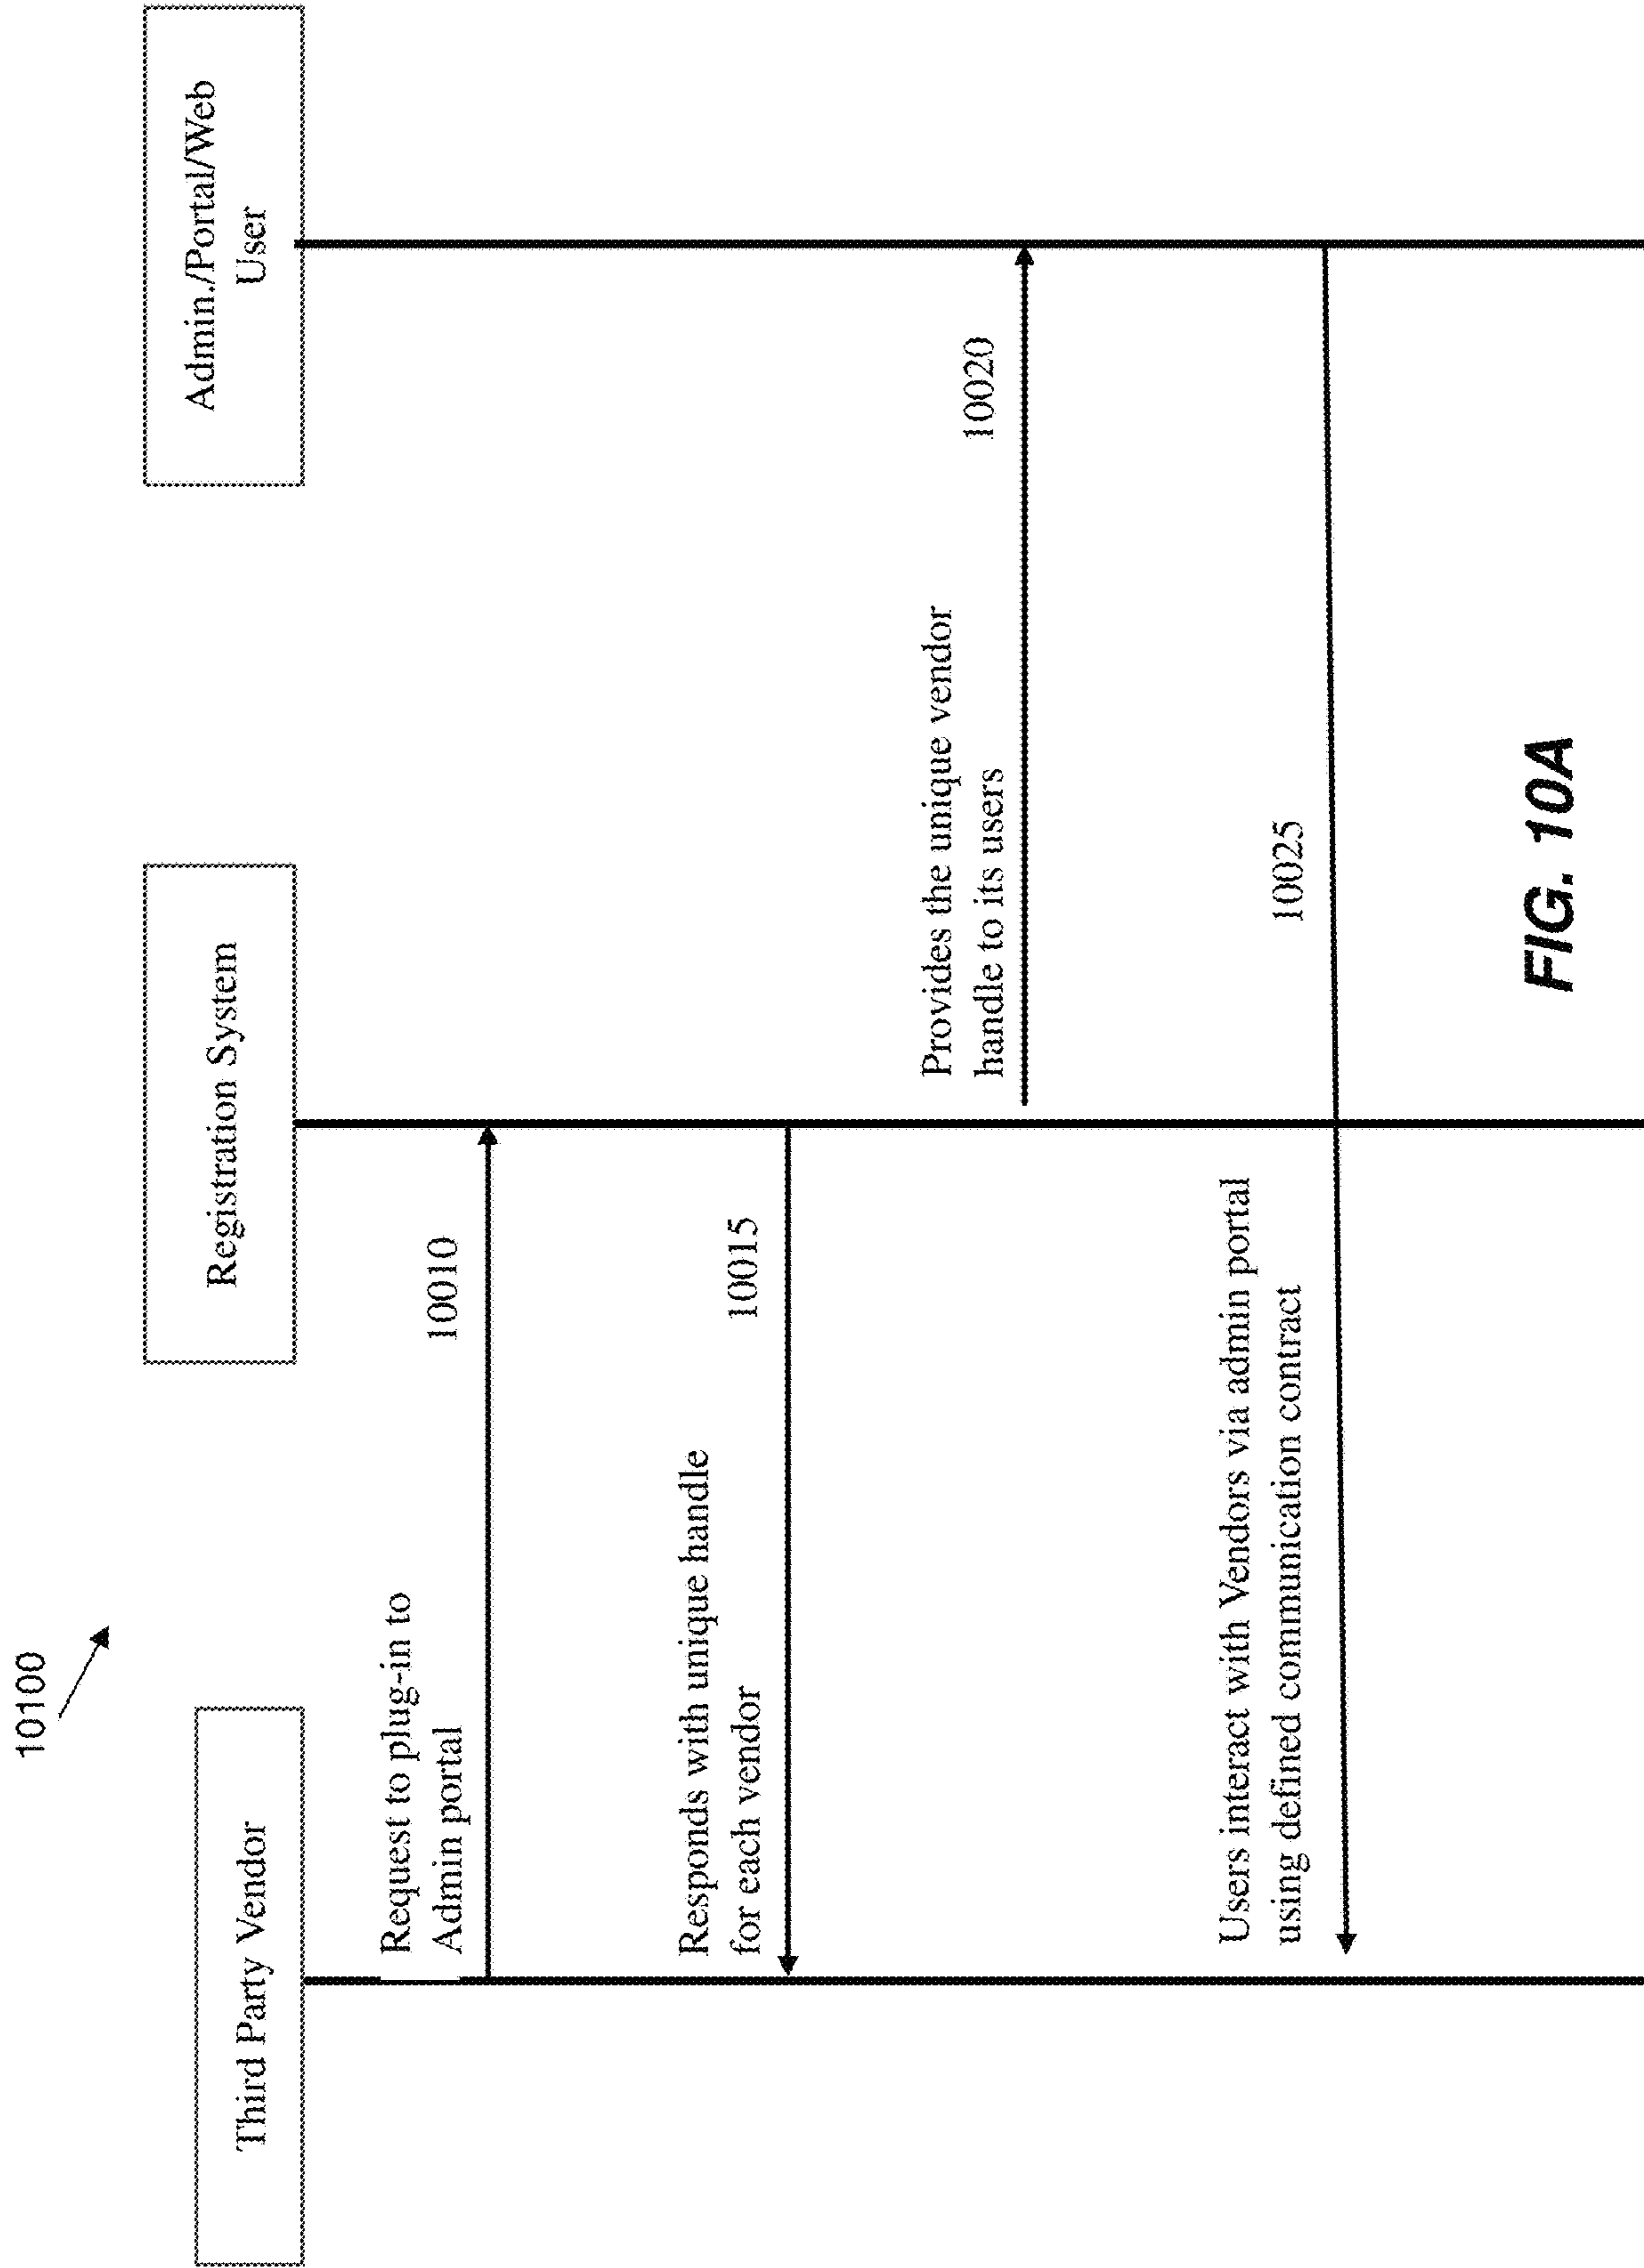 10100
Third Party Vendor
Registration System
Admin./Portal/Web
User
Request to plug-in to
Admin portal
10010
Responds with unique handle
for each vendor
10015
Provides the unique vendor
handle to its users
10020
Users interact with Vendors via admin portal
using defined communication contract
10025
FIG. 10A